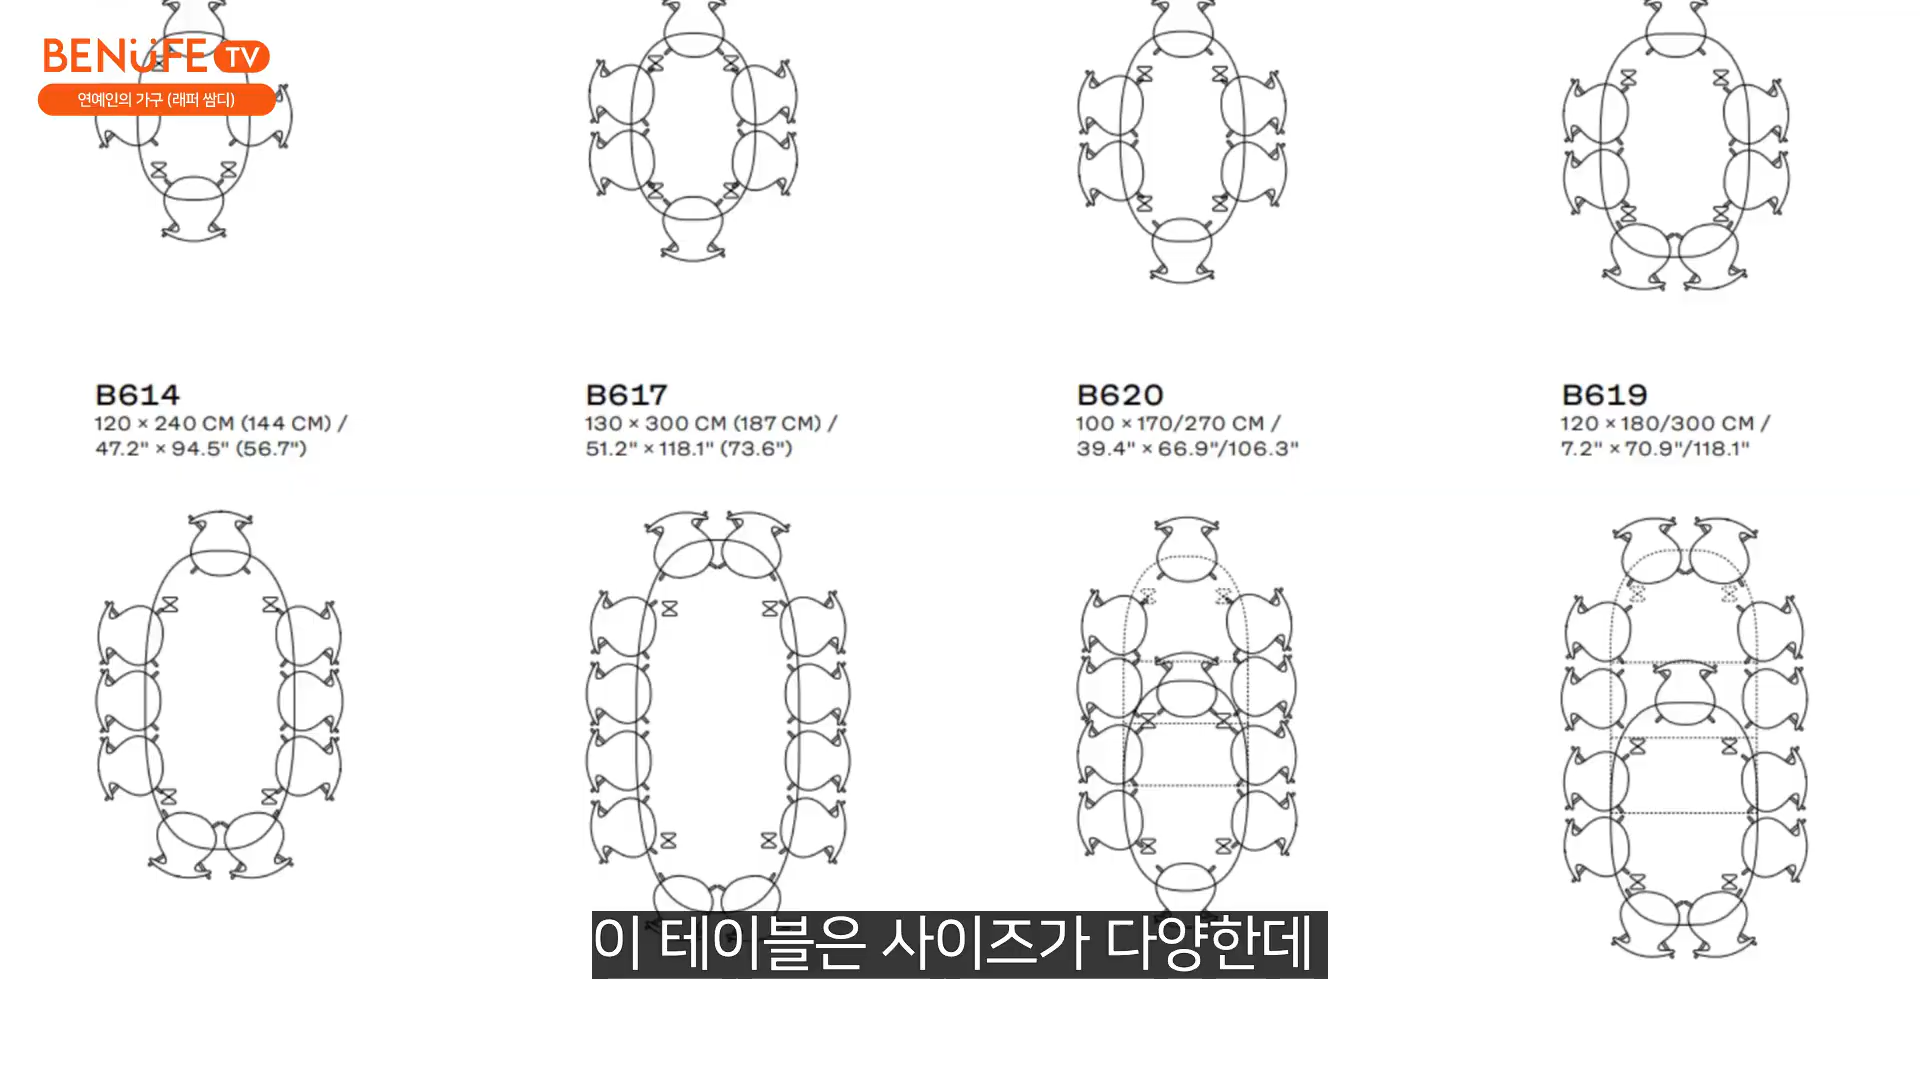 BENÜFE TV
연예인의 가구 (래퍼 쌈디)
B614
120 × 240 CM (144 CM) /
47.2" × 94.5" (56.7")
B617
130 × 300 CM (187 CM) /
51.2" × 118.1" (73.6")
B620
100 × 170/270 CM /
39.4" × 66.9"/106.3"
B619
120 × 180/300 CM /
7.2" × 70.9"/118.1"
이 테이블은 사이즈가 다양한데